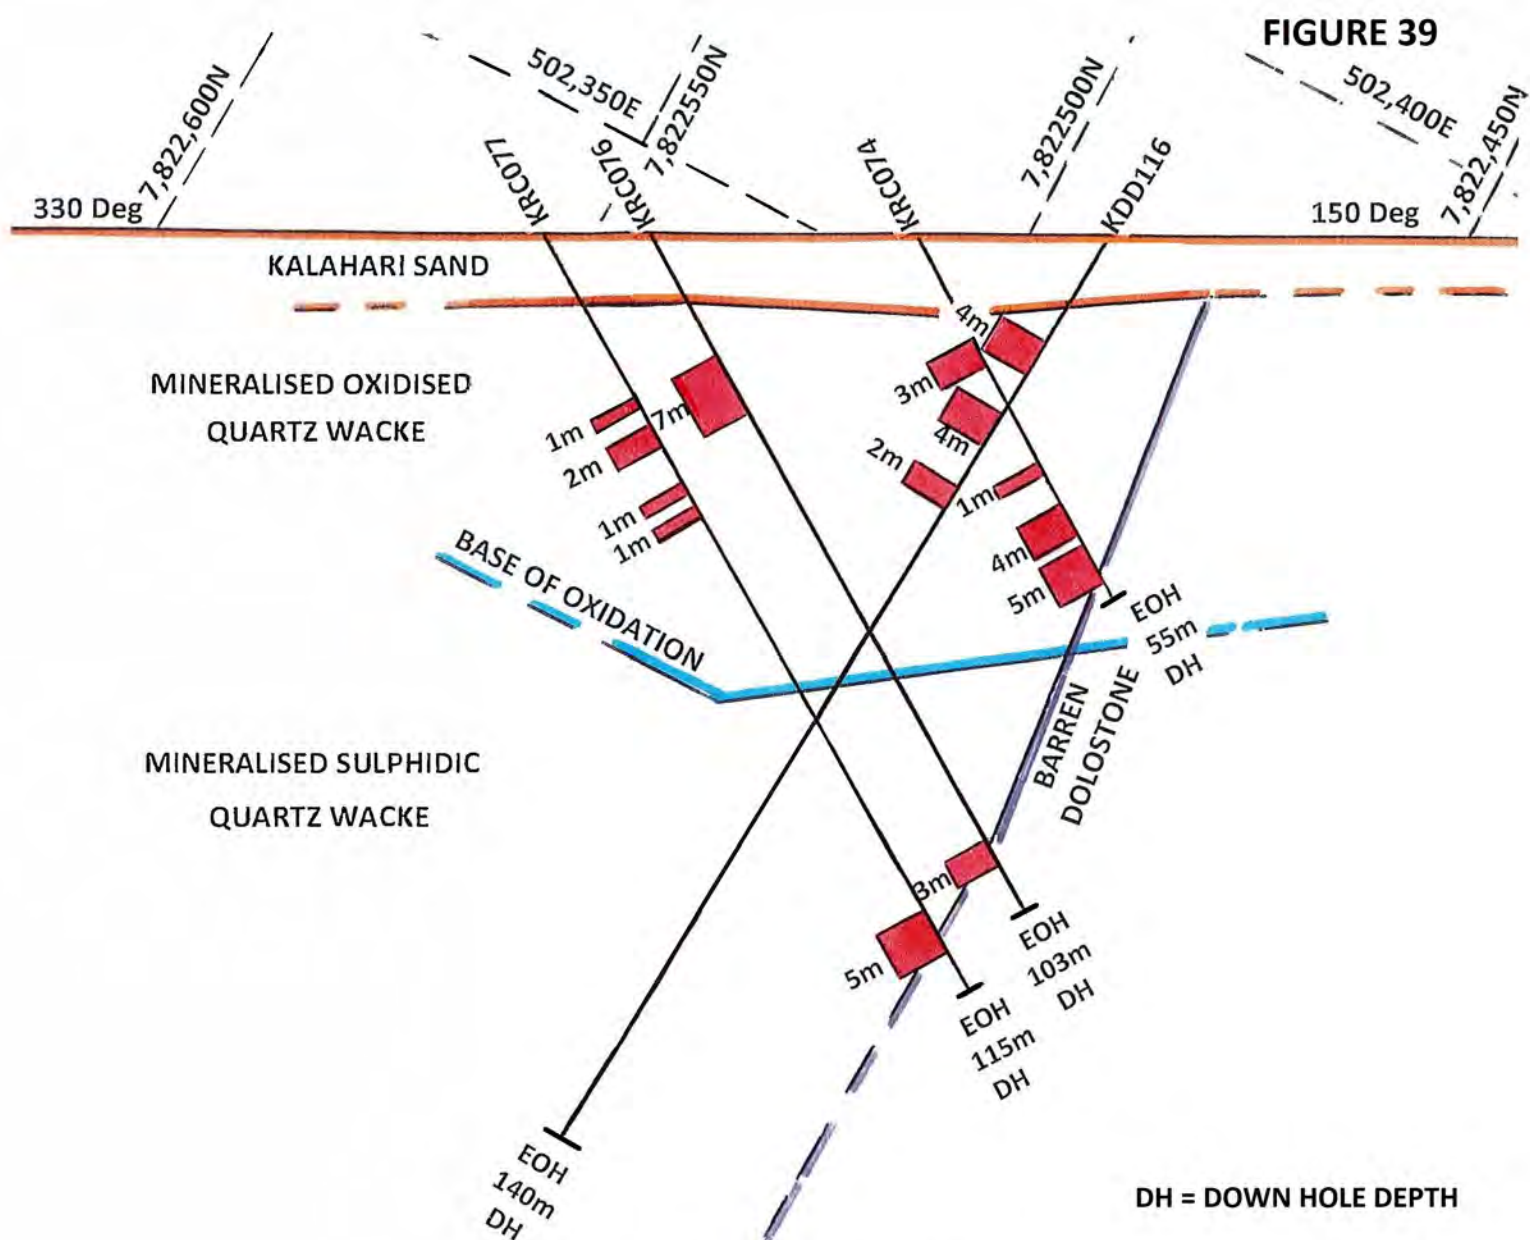 FIGURE 39
7,822,600N
502,350E
7,822550N
7,822500N
502,400E
7,822,450N
KRC077
KRC076
KRC074
KDD116
330 Deg
150 Deg
KALAHARI SAND
MINERALISED OXIDISED
QUARTZ WACKE
4m
3m
7m
1m
2m
4m
2m
1m
1m
1m
4m
5m
BASE OF OXIDATION
EOH
55m
DH
BARREN
DOLOSTONE
MINERALISED SULPHIDIC
QUARTZ WACKE
3m
5m
EOH
103m
DH
EOH
115m
DH
EOH
140m
DH
DH = DOWN HOLE DEPTH